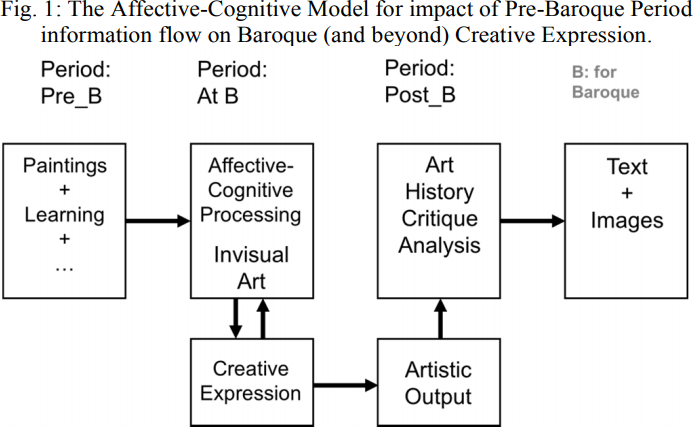 Fig. 1: The Affective-Cognitive Model for impact of Pre-Baroque Period
information flow on Baroque (and beyond) Creative Expression.
Period:
Pre_B
Period:
At B
Period:
Post_B
B: for
Baroque
Paintings
+
Learning
+
...
Affective-
Cognitive
Processing
Invisual
Art
Art
History
Critique
Analysis
Text
+
Images
Creative
Expression
Artistic
Output